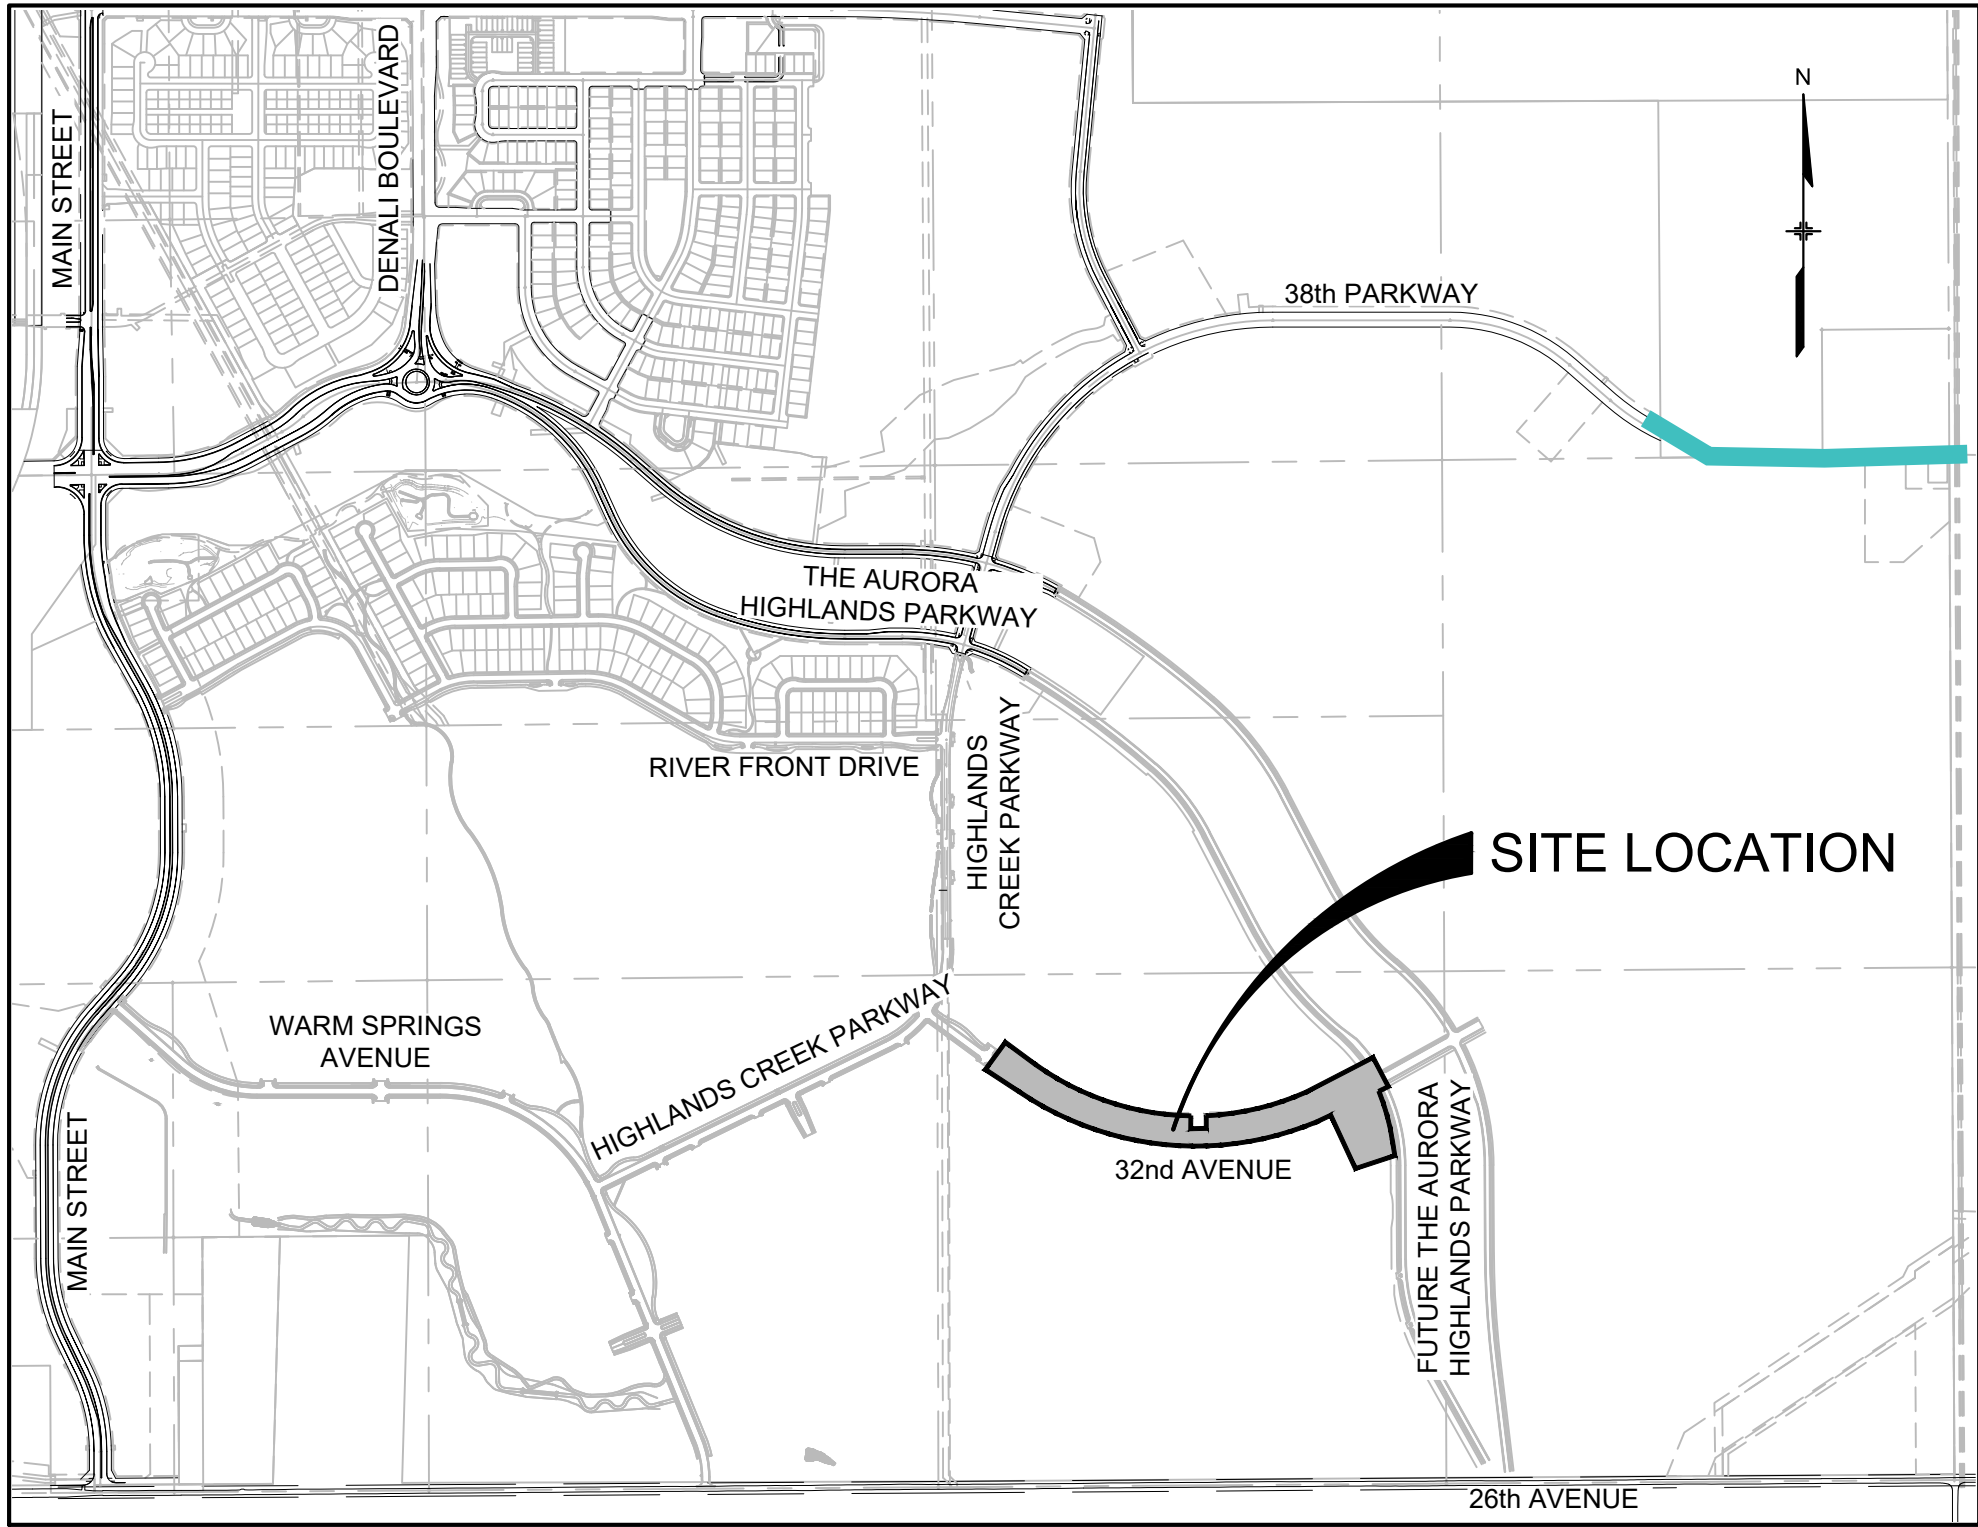 MAIN STREET
DENALI BOULEVARD
N
38th PARKWAY
THE AURORA
HIGHLANDS PARKWAY
RIVER FRONT DRIVE
HIGHLANDS
CREEK PARKWAY
SITE LOCATION
WARM SPRINGS
AVENUE
HIGHLANDS CREEK PARKWAY
32nd AVENUE
MAIN STREET
FUTURE THE AURORA
HIGHLANDS PARKWAY
26th AVENUE